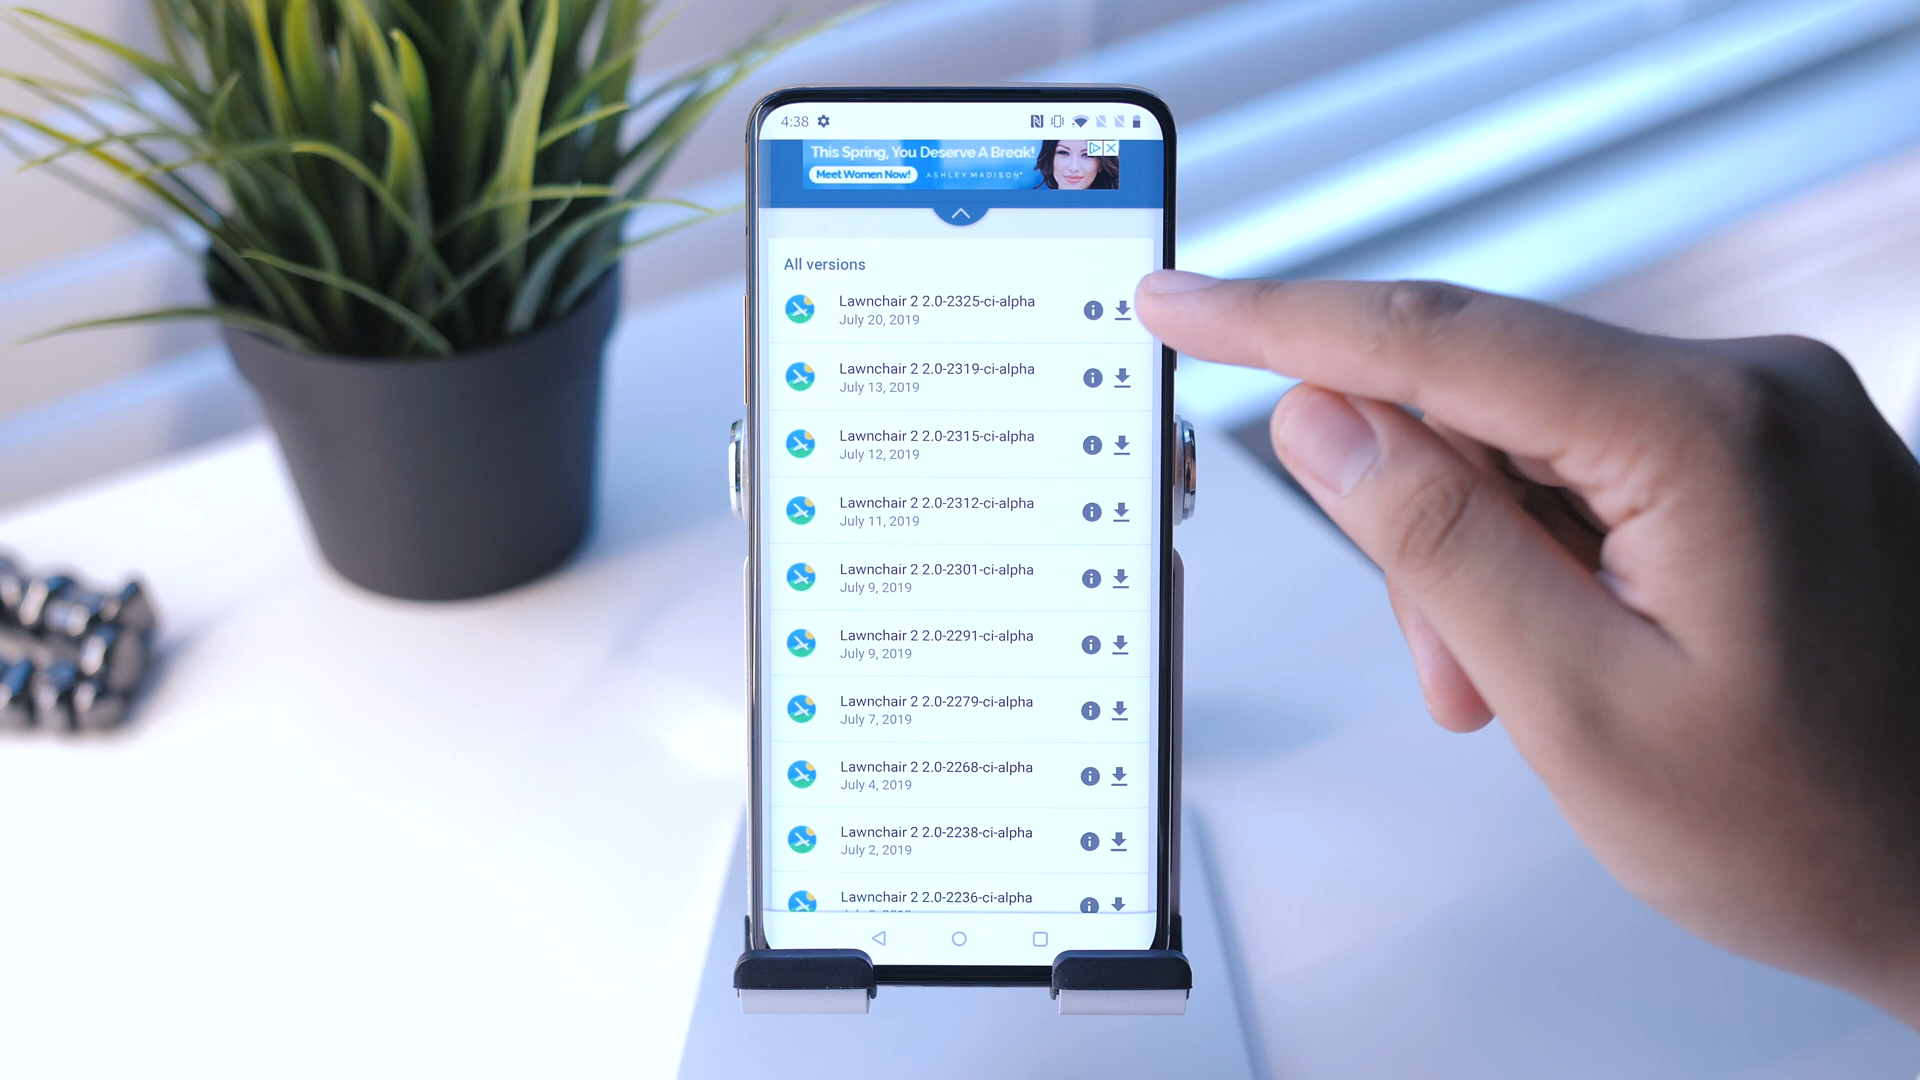 4:38
This Spring, You Deserve A Break!
Meet Women Now! ASHLEY MADISON®
All versions
Lawnchair 2 2.0-2325-ci-alpha
July 20, 2019
Lawnchair 2 2.0-2319-ci-alpha
July 13, 2019
Lawnchair 2 2.0-2315-ci-alpha
July 12, 2019
Lawnchair 2 2.0-2312-ci-alpha
July 11, 2019
Lawnchair 2 2.0-2301-ci-alpha
July 9, 2019
Lawnchair 2 2.0-2291-ci-alpha
July 9, 2019
Lawnchair 2 2.0-2279-ci-alpha
July 7, 2019
Lawnchair 2 2.0-2268-ci-alpha
July 4, 2019
Lawnchair 2 2.0-2238-ci-alpha
July 2, 2019
Lawnchair 2 2.0-2236-ci-alpha